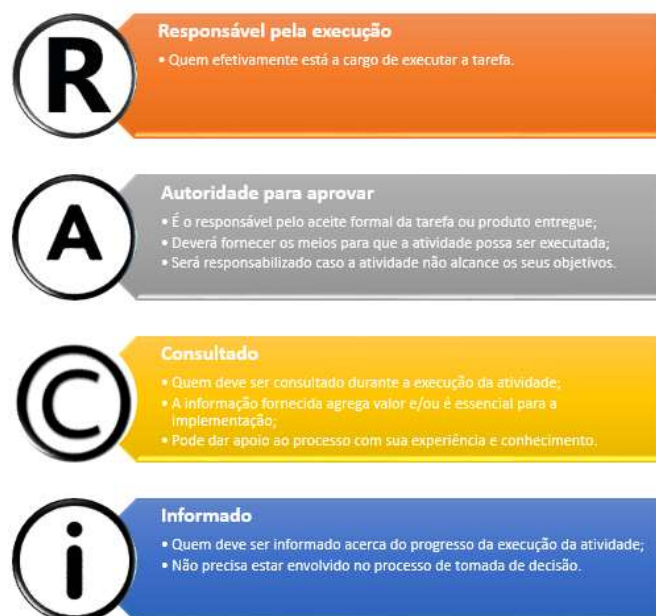 R
Responsável pela execução
• Quem efetivamente está a cargo de executar a tarefa.
A
Autoridade para aprovar
• É o responsável pelo aceite formal da tarefa ou produto entregue;
• Deverá fornecer os meios para que a atividade possa ser executada;
• Será responsabilizado caso a atividade não alcance os seus objetivos.
C
Consultado
• Quem deve ser consultado durante a execução da atividade;
• A informação fornecida agrega valor e/ou é essencial para a
implementação;
• Pode dar apoio ao processo com sua experiência e conhecimento.
i
Informado
• Quem deve ser informado acerca do progresso da execução da atividade;
• Não precisa estar envolvido no processo de tomada de decisão.